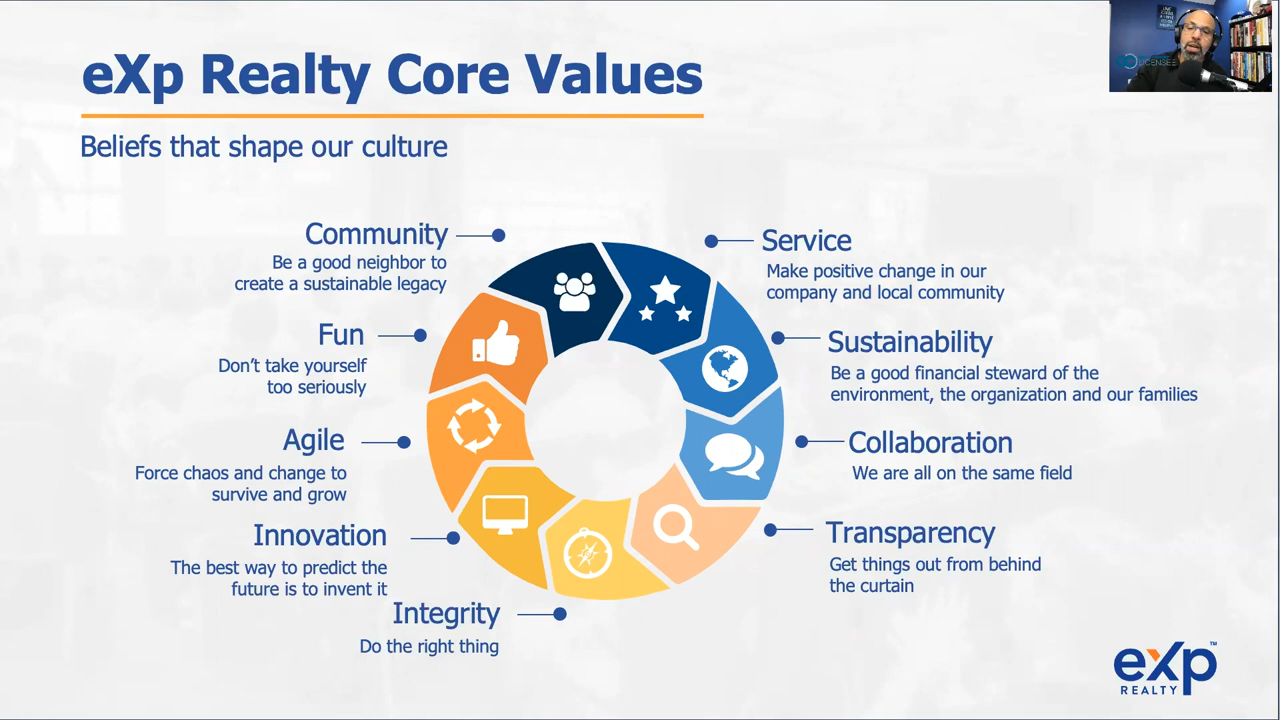 eXp Realty Core Values
Beliefs that shape our culture
Community
Be a good neighbor to
create a sustainable legacy
Fun
Don’t take yourself
too seriously
Agile
Force chaos and change to
survive and grow
Innovation
The best way to predict the
future is to invent it
Integrity
Do the right thing
Service
Make positive change in our
company and local community
Sustainability
Be a good financial steward of the
environment, the organization and our families
Collaboration
We are all on the same field
Transparency
Get things out from behind
the curtain
LICENSEE
eXp™
REALTY